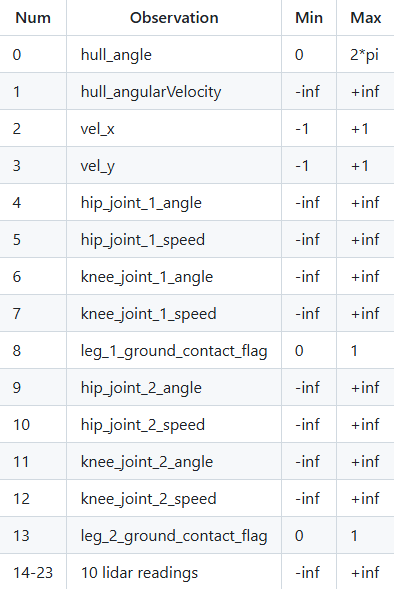 Num Observation Min Max
0 hull_angle 0 2*pi
1 hull_angularVelocity -inf +inf
2 vel_x -1 +1
3 vel_y -1 +1
4 hip_joint_1_angle -inf +inf
5 hip_joint_1_speed -inf +inf
6 knee_joint_1_angle -inf +inf
7 knee_joint_1_speed -inf +inf
8 leg_1_ground_contact_flag 0 1
9 hip_joint_2_angle -inf +inf
10 hip_joint_2_speed -inf +inf
11 knee_joint_2_angle -inf +inf
12 knee_joint_2_speed -inf +inf
13 leg_2_ground_contact_flag 0 1
14-23 10 lidar readings -inf +inf